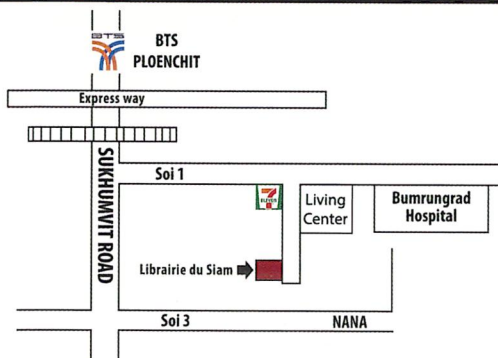 BTS
BTS
PLOENCHIT
Express way
SUKHUMVIT ROAD
Soi 1
7
ELEVEN
Living
Center
Bumrungrad
Hospital
Librairie du Siam
Soi 3
NANA